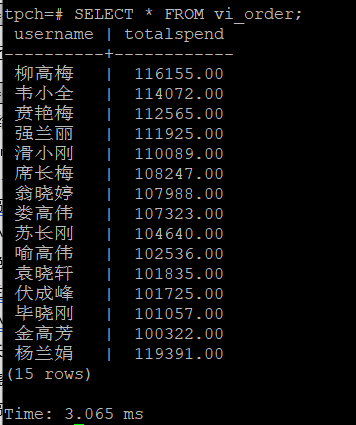 tpch=# SELECT * FROM vi_order;
username | totalspend
----------+------------
柳高梅 | 116155.00
韦小全 | 114072.00
贲艳梅 | 112565.00
强兰丽 | 111925.00
滑小刚 | 110089.00
席长梅 | 108247.00
翁晓婷 | 107988.00
娄高伟 | 107323.00
苏长刚 | 104640.00
喻高伟 | 102536.00
袁晓轩 | 101835.00
伏成峰 | 101725.00
毕晓刚 | 101057.00
金高芳 | 100322.00
杨兰娟 | 119391.00
(15 rows)
Time: 3.065 ms